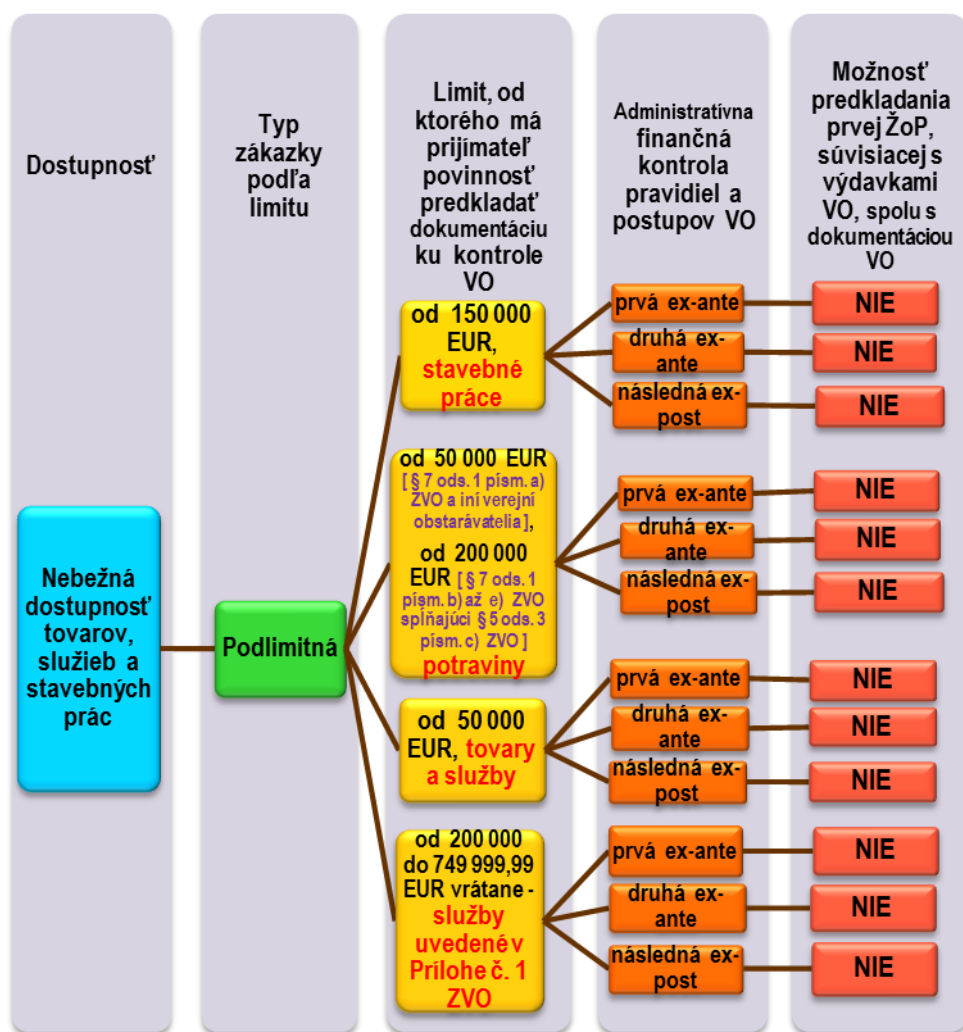 Dostupnosť
Typ
zákazky
podľa
limitu
Limit, od
ktorého má
prijímateľ
povinnosť
predkladať
dokumentáciu
ku kontrole
VO
Administratívna
finančná
kontrola
pravidiel a
postupov VO
Možnosť
predkladania
prvej ŽoP,
súvisiacej s
výdavkami
VO, spolu s
dokumentáciou
VO
Nebežná
dostupnosť
tovarov,
služieb a
stavebných
prác
Podlimitná
od 150 000
EUR,
stavebné
práce
prvá ex-ante
NIE
druhá ex-
ante
NIE
následná ex-
post
NIE
od 50 000 EUR
[ § 7 ods. 1 písm. a)
ZVO a iní verejní
obstarávatelia ],
od 200 000
EUR [ § 7 ods. 1
písm. b) až e) ZVO
spĺňajúci § 5 ods. 3
písm. c) ZVO ]
potraviny
prvá ex-ante
NIE
druhá ex-
ante
NIE
následná ex-
post
NIE
od 50 000
EUR, tovary
a služby
prvá ex-ante
NIE
druhá ex-
ante
NIE
následná ex-
post
NIE
od 200 000
do 749 999,99
EUR vrátane -
služby
uvedené v
Prílohe č. 1
ZVO
prvá ex-ante
NIE
druhá ex-
ante
NIE
následná ex-
post
NIE